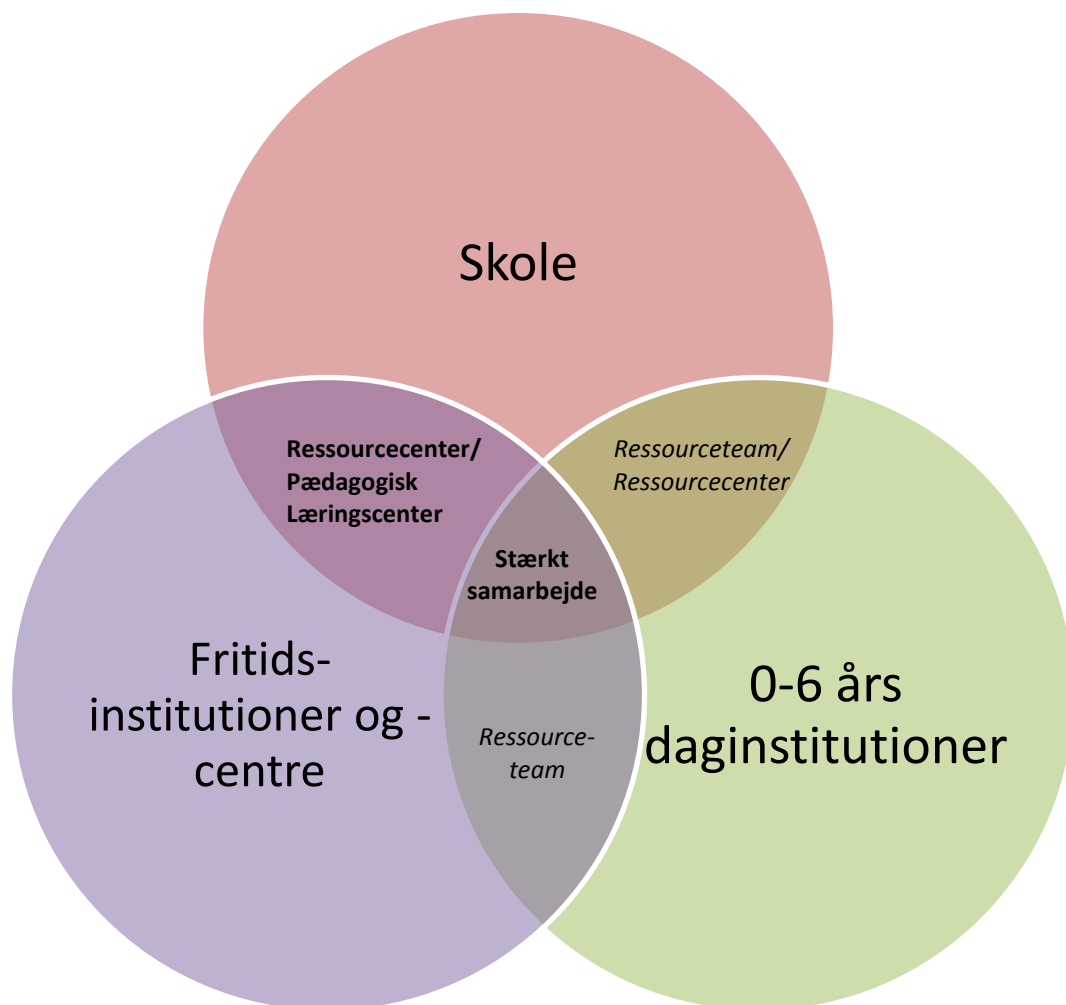 Skole
Ressourcecenter/
Pædagogisk
Læringscenter
Ressourceteam/
Ressourcecenter
Stærkt
samarbejde
Fritids-
institutioner og -
centre
Ressource-
team
0-6 års
daginstitutioner